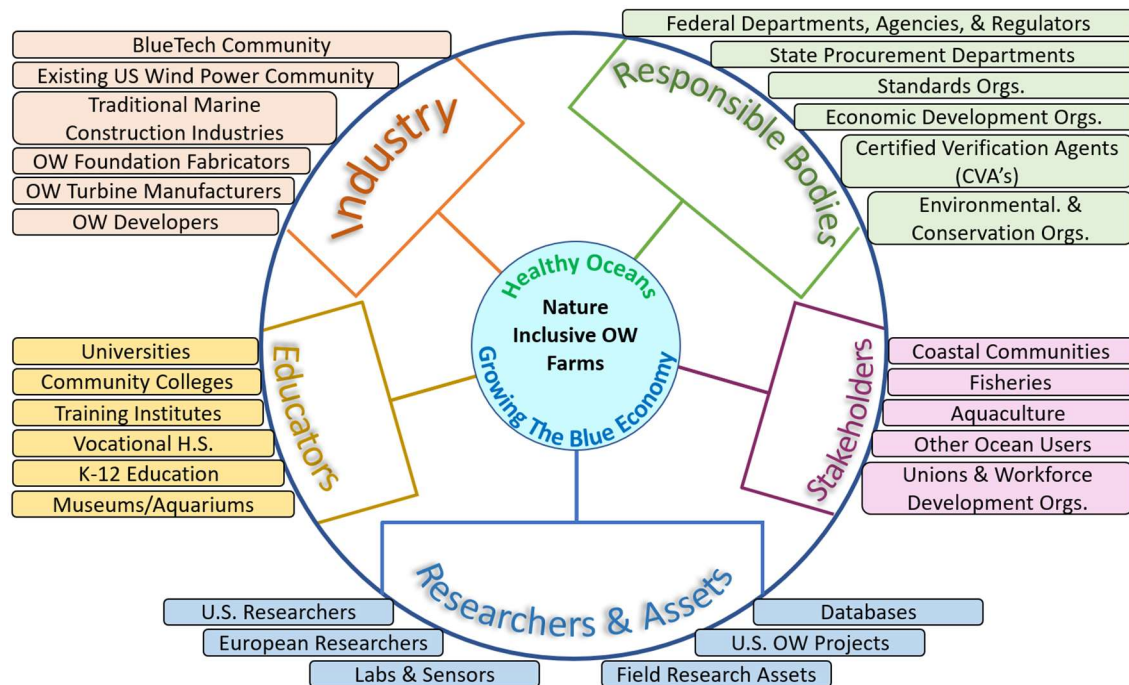 BlueTech Community
Existing US Wind Power Community
Traditional Marine
Construction Industries
OW Foundation Fabricators
OW Turbine Manufacturers
OW Developers
Industry
Federal Departments, Agencies, & Regulators
State Procurement Departments
Standards Orgs.
Economic Development Orgs.
Certified Verification Agents
(CVA's)
Environmental. &
Conservation Orgs.
Responsible Bodies
Healthy Oceans
Nature
Inclusive OW
Farms
Growing The Blue Economy
Universities
Community Colleges
Training Institutes
Vocational H.S.
K-12 Education
Museums/Aquariums
Educators
Stakeholders
Coastal Communities
Fisheries
Aquaculture
Other Ocean Users
Unions & Workforce
Development Orgs.
Researchers & Assets
U.S. Researchers
European Researchers
Labs & Sensors
Databases
U.S. OW Projects
Field Research Assets